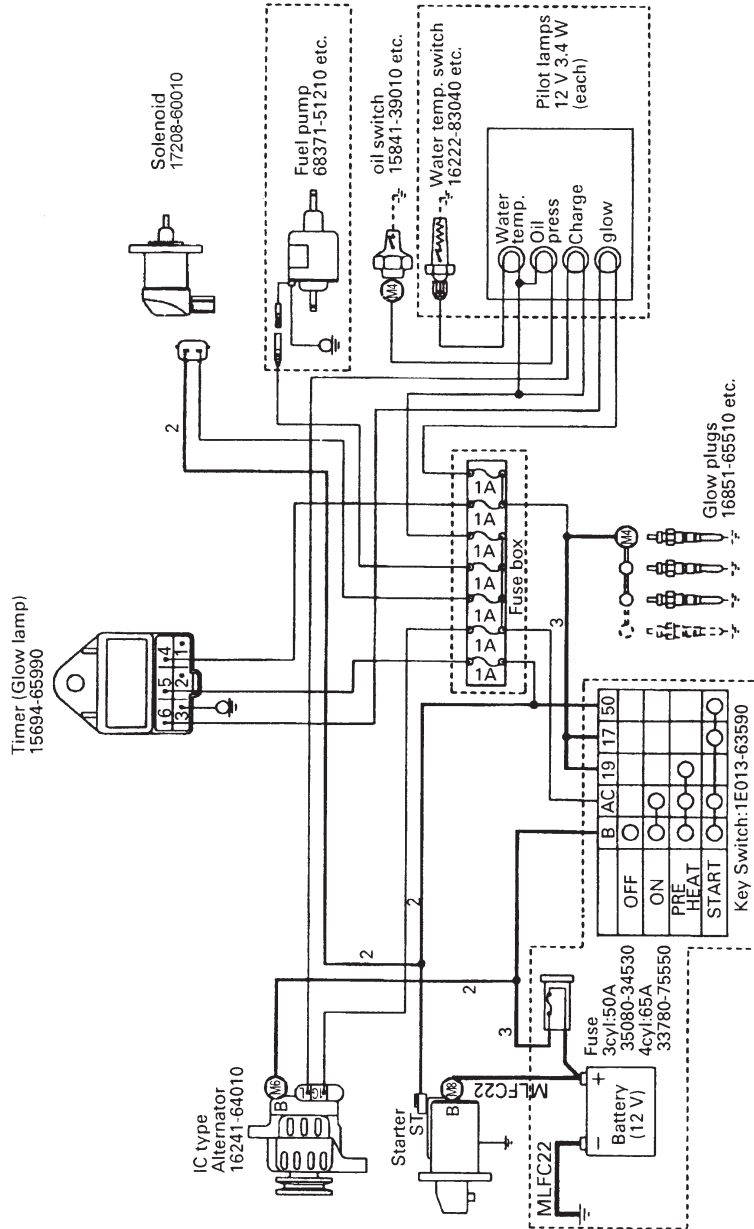 Solenoid
17208-60010
Fuel pump
68371-51210 etc.
oil switch
15841-39010 etc.
M4
Water temp. switch
16222-83040 etc.
Pilot lamps
12 V 3.4 W
(each)
Water
temp.
Oil
press
Charge
glow
2
Timer (Glow lamp)
15694-65990
6 5 4
3 2 1
1A
1A
1A
1A
1A
1A
1A
Fuse box
M4
Glow plugs
16851-65510 etc.
3
IC type
Alternator
16241-64010
M6
B
IG L
2
2
2
3
Starter
ST
M8
B
MLFC22
MLFC22
Battery
(12 V)
+
−
Fuse
3cyl:50A
35080-34530
4cyl:65A
33780-75550
B AC 19 17 50
OFF
ON
PRE
HEAT
START
Key Switch:1E013-63590